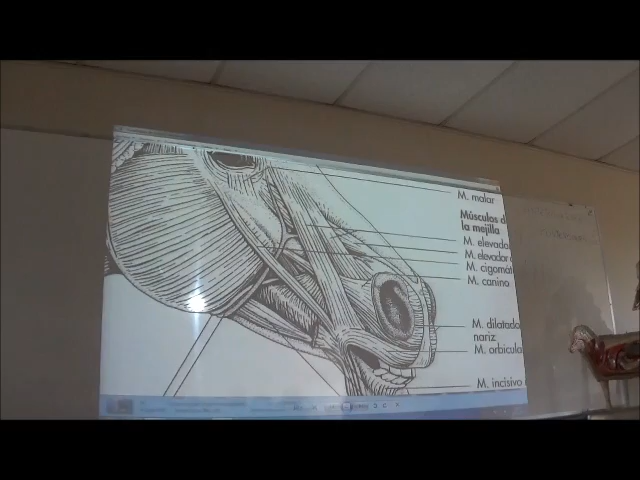 M. malar
Músculos d
la mejilla
M. elevado
M. elevador
M. cigomát
M. canino
M. dilatado
nariz
M. orbicula
M. incisivo